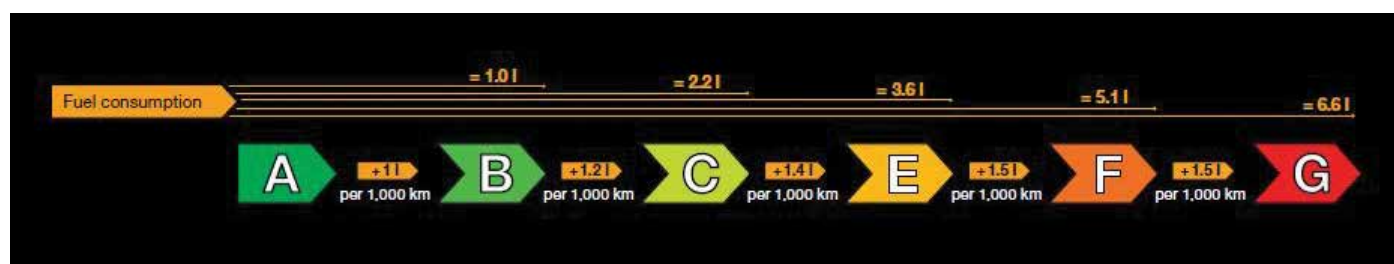 = 1.0 l
= 2.2 l
= 3.6 l
= 5.1 l
= 6.6 l
Fuel consumption
A
+1 l
per 1,000 km
B
+1.2 l
per 1,000 km
C
+1.4 l
per 1,000 km
E
+1.5 l
per 1,000 km
F
+1.5 l
per 1,000 km
G